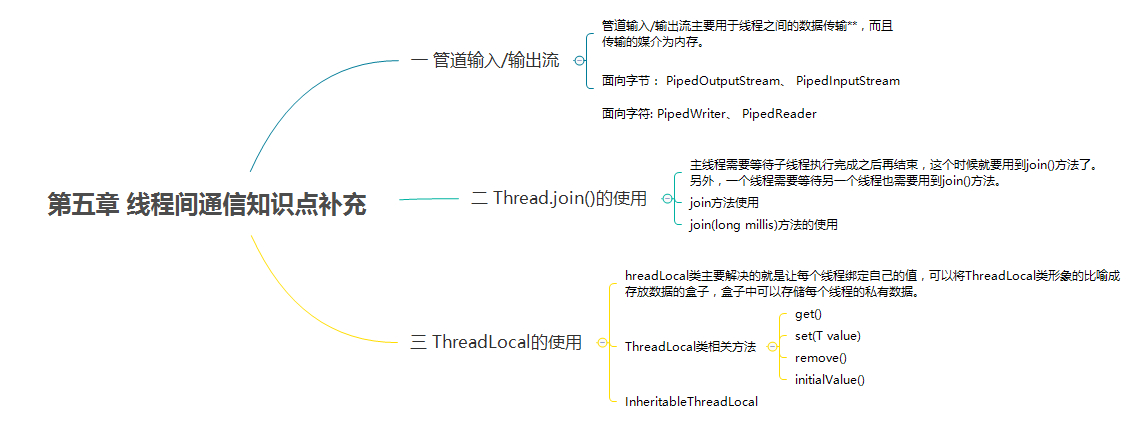 第五章 线程间通信知识点补充
一 管道输入/输出流
管道输入/输出流主要用于线程之间的数据传输**，而且
传输的媒介为内存。
面向字节： PipedOutputStream、 PipedInputStream
面向字符: PipedWriter、 PipedReader
二 Thread.join()的使用
主线程需要等待子线程执行完成之后再结束，这个时候就要用到join()方法了。
另外，一个线程需要等待另一个线程也需要用到join()方法。
join方法使用
join(long millis)方法的使用
三 ThreadLocal的使用
hreadLocal类主要解决的就是让每个线程绑定自己的值，可以将ThreadLocal类形象的比喻成
存放数据的盒子，盒子中可以存储每个线程的私有数据。
ThreadLocal类相关方法
get()
set(T value)
remove()
initialValue()
InheritableThreadLocal